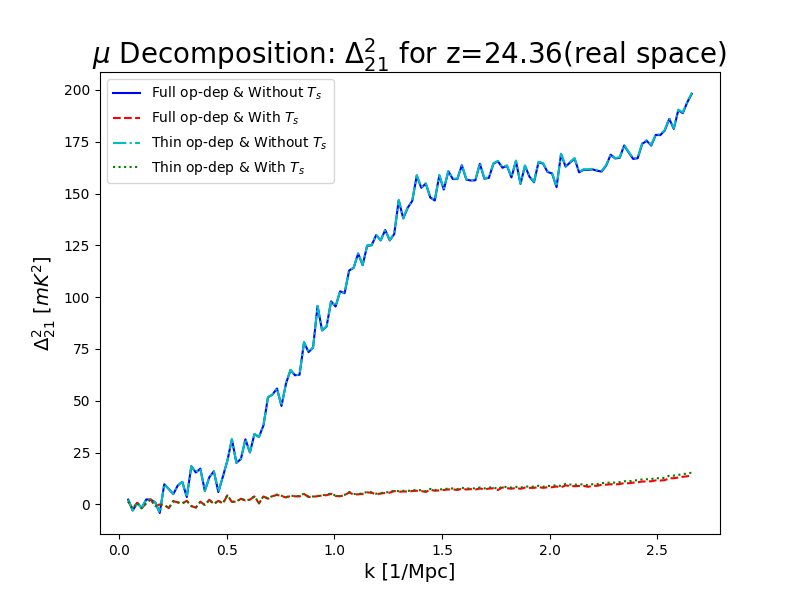 μ Decomposition: Δ²₂₁ for z=24.36(real space)
Full op-dep & Without Tₛ
Full op-dep & With Tₛ
Thin op-dep & Without Tₛ
Thin op-dep & With Tₛ
Δ²₂₁ [mK²]
200
175
150
125
100
75
50
25
0
0.0 0.5 1.0 1.5 2.0 2.5
k [1/Mpc]